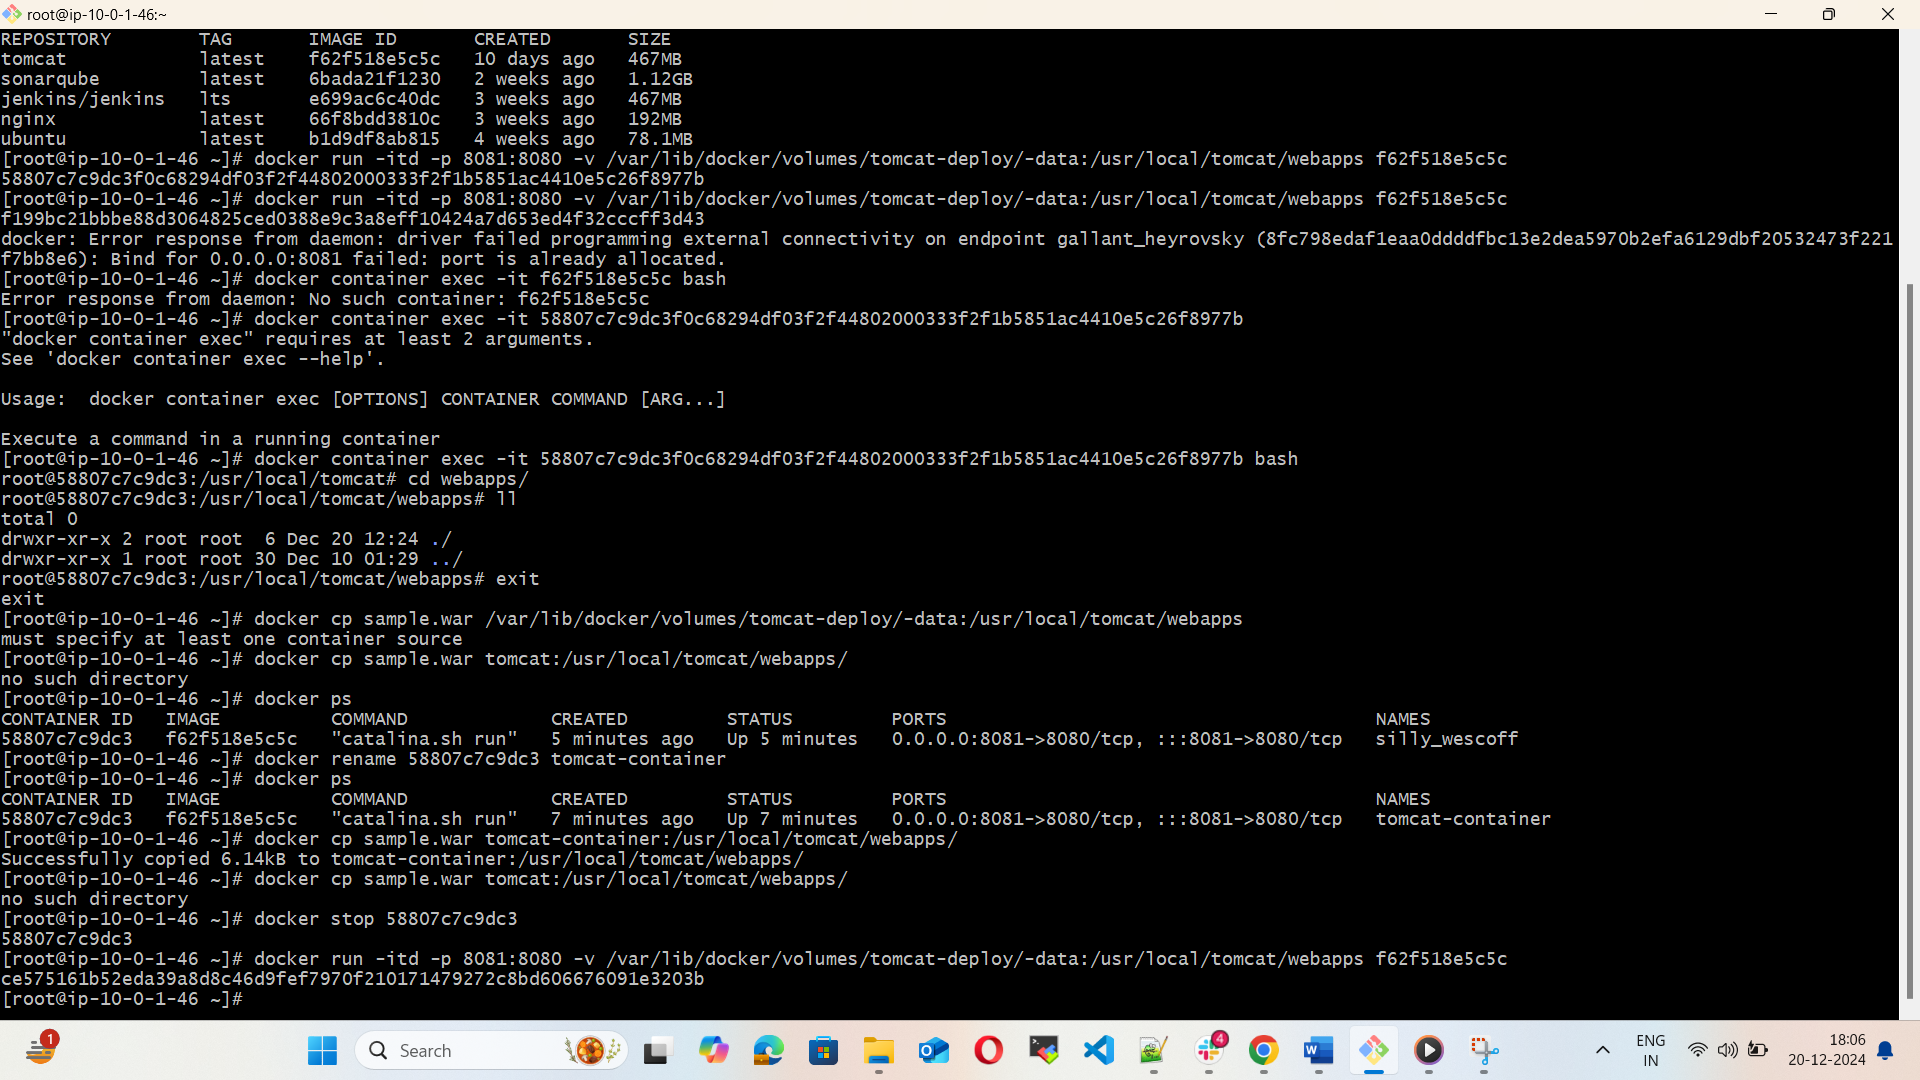 root@ip-10-0-1-46:~
REPOSITORY        TAG       IMAGE ID       CREATED       SIZE
tomcat            latest    f62f518e5c5c   10 days ago   467MB
sonarqube         latest    6bada21f1230   2 weeks ago   1.12GB
jenkins/jenkins   lts       e699ac6c40dc   3 weeks ago   467MB
nginx             latest    66f8bdd3810c   3 weeks ago   192MB
ubuntu            latest    b1d9df8ab815   4 weeks ago   78.1MB
[root@ip-10-0-1-46 ~]# docker run -itd -p 8081:8080 -v /var/lib/docker/volumes/tomcat-deploy/-data:/usr/local/tomcat/webapps f62f518e5c5c
58807c7c9dc3f0c68294df03f2f44802000333f2f1b5851ac4410e5c26f8977b
[root@ip-10-0-1-46 ~]# docker run -itd -p 8081:8080 -v /var/lib/docker/volumes/tomcat-deploy/-data:/usr/local/tomcat/webapps f62f518e5c5c
f199bc21bbbe88d3064825ced0388e9c3a8eff10424a7d653ed4f32cccff3d43
docker: Error response from daemon: driver failed programming external connectivity on endpoint gallant_heyrovsky (8fc798edaf1eaa0ddddfbc13e2dea5970b2efa6129dbf20532473f221
f7bb8e6): Bind for 0.0.0.0:8081 failed: port is already allocated.
[root@ip-10-0-1-46 ~]# docker container exec -it f62f518e5c5c bash
Error response from daemon: No such container: f62f518e5c5c
[root@ip-10-0-1-46 ~]# docker container exec -it 58807c7c9dc3f0c68294df03f2f44802000333f2f1b5851ac4410e5c26f8977b
"docker container exec" requires at least 2 arguments.
See 'docker container exec --help'.
Usage:  docker container exec [OPTIONS] CONTAINER COMMAND [ARG...]
Execute a command in a running container
[root@ip-10-0-1-46 ~]# docker container exec -it 58807c7c9dc3f0c68294df03f2f44802000333f2f1b5851ac4410e5c26f8977b bash
root@58807c7c9dc3:/usr/local/tomcat# cd webapps/
root@58807c7c9dc3:/usr/local/tomcat/webapps# ll
total 0
drwxr-xr-x 2 root root  6 Dec 20 12:24 ./
drwxr-xr-x 1 root root 30 Dec 10 01:29 ../
root@58807c7c9dc3:/usr/local/tomcat/webapps# exit
exit
[root@ip-10-0-1-46 ~]# docker cp sample.war /var/lib/docker/volumes/tomcat-deploy/-data:/usr/local/tomcat/webapps
must specify at least one container source
[root@ip-10-0-1-46 ~]# docker cp sample.war tomcat:/usr/local/tomcat/webapps/
no such directory
[root@ip-10-0-1-46 ~]# docker ps
CONTAINER ID   IMAGE          COMMAND             CREATED         STATUS         PORTS                                       NAMES
58807c7c9dc3   f62f518e5c5c   "catalina.sh run"   5 minutes ago   Up 5 minutes   0.0.0.0:8081->8080/tcp, :::8081->8080/tcp   silly_wescoff
[root@ip-10-0-1-46 ~]# docker rename 58807c7c9dc3 tomcat-container
[root@ip-10-0-1-46 ~]# docker ps
CONTAINER ID   IMAGE          COMMAND             CREATED         STATUS         PORTS                                       NAMES
58807c7c9dc3   f62f518e5c5c   "catalina.sh run"   7 minutes ago   Up 7 minutes   0.0.0.0:8081->8080/tcp, :::8081->8080/tcp   tomcat-container
[root@ip-10-0-1-46 ~]# docker cp sample.war tomcat-container:/usr/local/tomcat/webapps/
Successfully copied 6.14kB to tomcat-container:/usr/local/tomcat/webapps/
[root@ip-10-0-1-46 ~]# docker cp sample.war tomcat:/usr/local/tomcat/webapps/
no such directory
[root@ip-10-0-1-46 ~]# docker stop 58807c7c9dc3
58807c7c9dc3
[root@ip-10-0-1-46 ~]# docker run -itd -p 8081:8080 -v /var/lib/docker/volumes/tomcat-deploy/-data:/usr/local/tomcat/webapps f62f518e5c5c
ce575161b52eda39a8d8c46d9fef7970f210171479272c8bd606676091e3203b
[root@ip-10-0-1-46 ~]#
1
Search
4
ENG
IN
18:06
20-12-2024